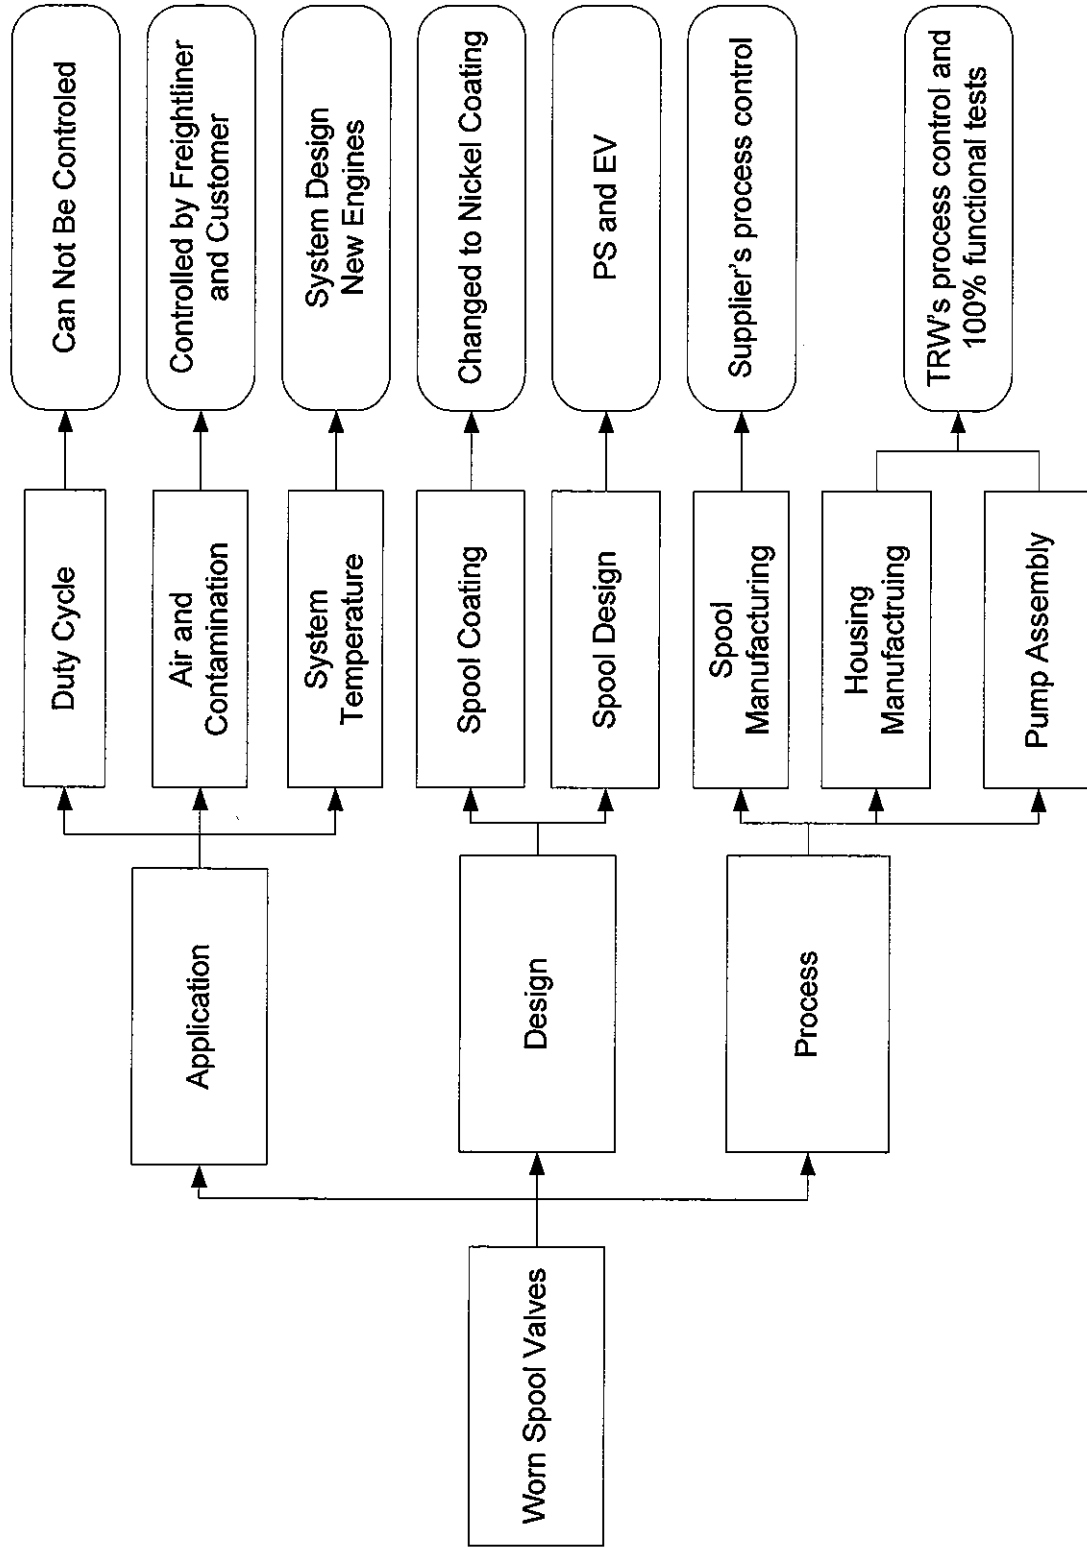 Worn Spool Valves
Application
Design
Process
Duty Cycle
Air and
Contamination
System
Temperature
Spool Coating
Spool Design
Spool
Manufacturing
Housing
Manufactruing
Pump Assembly
Can Not Be Controled
Controlled by Freightliner
and Customer
System Design
New Engines
Changed to Nickel Coating
PS and EV
Supplier's process control
TRW's process control and
100% functional tests